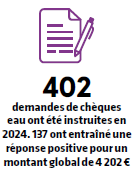 402
demandes de chèques
eau ont été instruites en
2024. 137 ont entraîné une
réponse positive pour un
montant global de 4 202 €